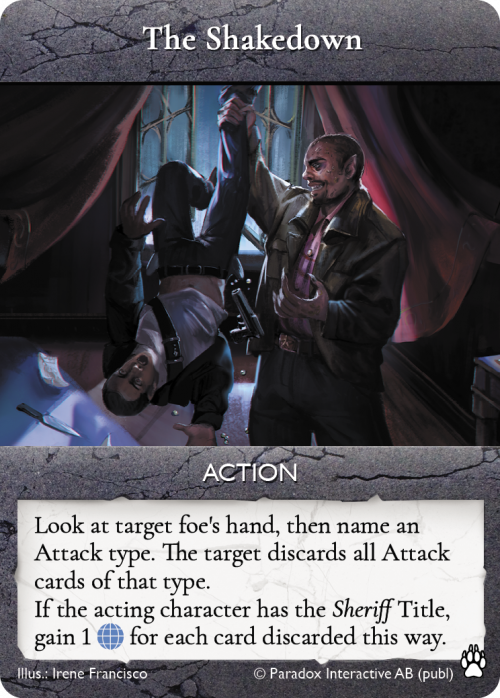 The Shakedown
ACTION
Look at target foe's hand, then name an
Attack type. The target discards all Attack
cards of that type.
If the acting character has the Sheriff Title,
gain 1 for each card discarded this way.
Illus.: Irene Francisco © Paradox Interactive AB (publ)